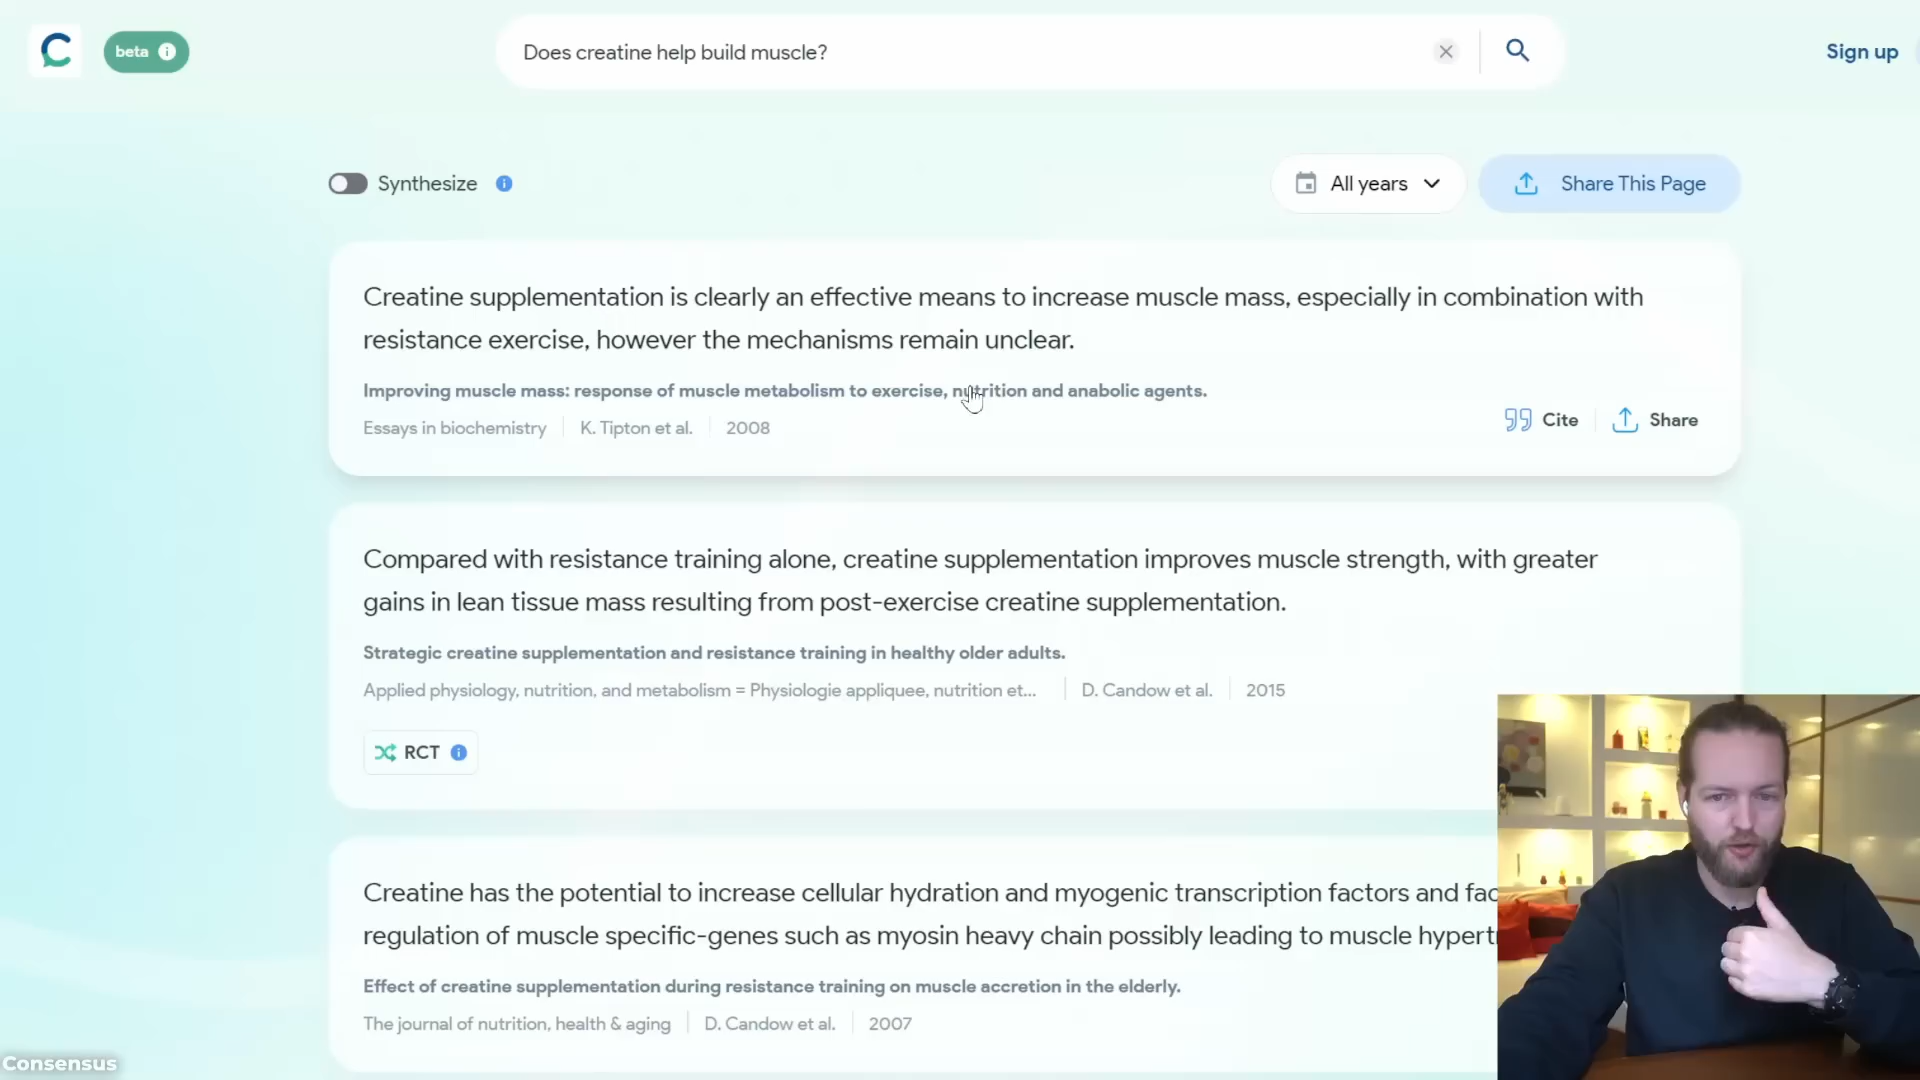 beta
Does creatine help build muscle?
Sign up
Synthesize
All years
Share This Page
Creatine supplementation is clearly an effective means to increase muscle mass, especially in combination with
resistance exercise, however the mechanisms remain unclear.
Improving muscle mass: response of muscle metabolism to exercise, nutrition and anabolic agents.
Essays in biochemistry K. Tipton et al. 2008
Cite Share
Compared with resistance training alone, creatine supplementation improves muscle strength, with greater
gains in lean tissue mass resulting from post-exercise creatine supplementation.
Strategic creatine supplementation and resistance training in healthy older adults.
Applied physiology, nutrition, and metabolism = Physiologie appliquee, nutrition et... D. Candow et al. 2015
RCT
Creatine has the potential to increase cellular hydration and myogenic transcription factors and fac
regulation of muscle specific-genes such as myosin heavy chain possibly leading to muscle hypert
Effect of creatine supplementation during resistance training on muscle accretion in the elderly.
The journal of nutrition, health & aging D. Candow et al. 2007
Consensus